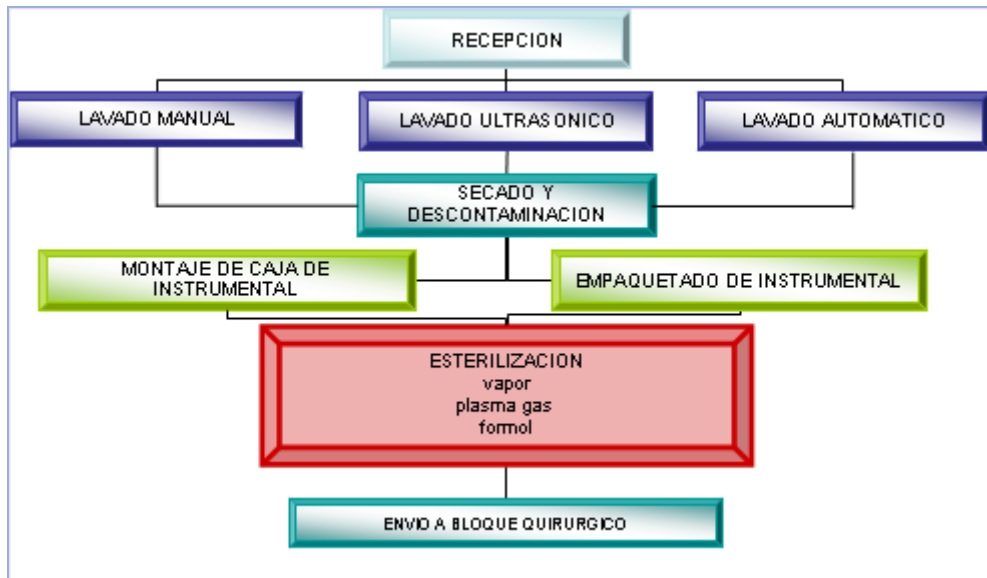 RECEPCION
LAVADO MANUAL
LAVADO ULTRASONICO
LAVADO AUTOMATICO
SECADO Y
DESCONTAMINACION
MONTAJE DE CAJA DE
INSTRUMENTAL
EMPAQUETADO DE INSTRUMENTAL
ESTERILIZACION
vapor
plasma gas
formol
ENVIO A BLOQUE QUIRURGICO